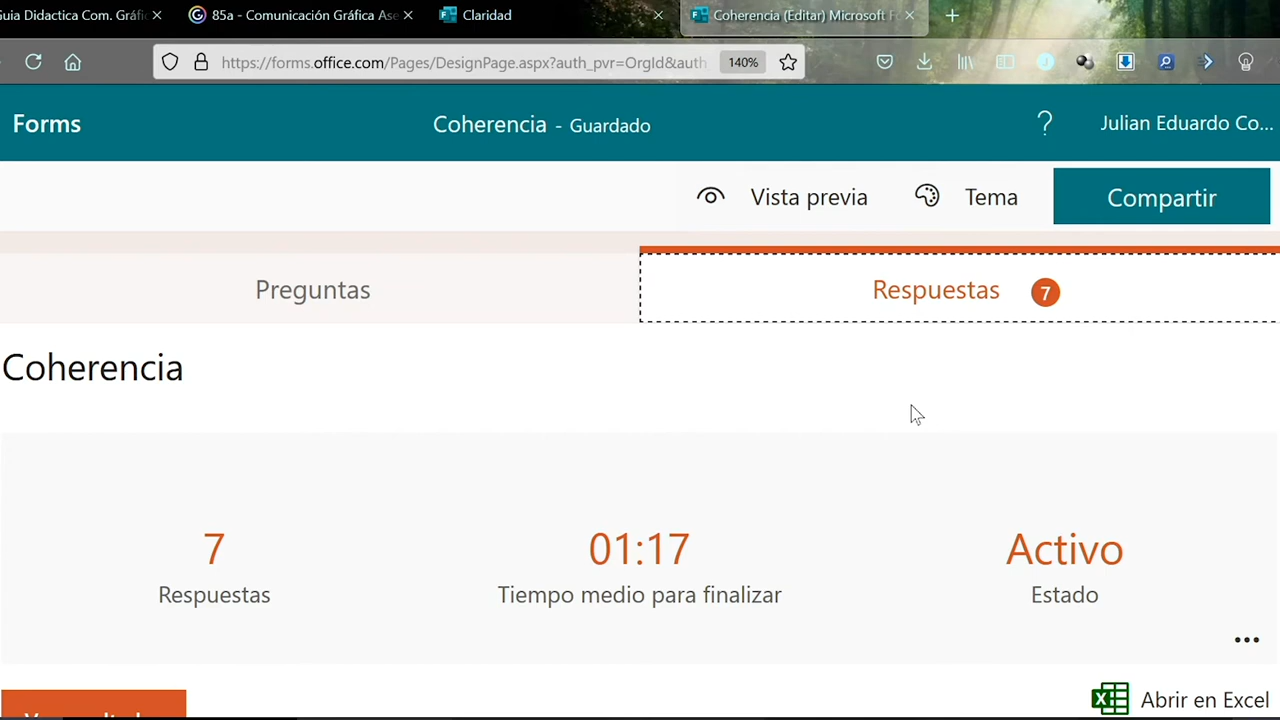 Guia Didactica Com. Gráfi
85a - Comunicación Gráfica Ase
Claridad
Coherencia (Editar) Microsoft Fo
https://forms.office.com/Pages/DesignPage.aspx?auth_pvr=OrgId&auth
140%
Forms
Coherencia - Guardado
?
Julian Eduardo Co...
Vista previa
Tema
Compartir
Preguntas
Respuestas 7
Coherencia
7
01:17
Activo
Respuestas
Tiempo medio para finalizar
Estado
Abrir en Excel